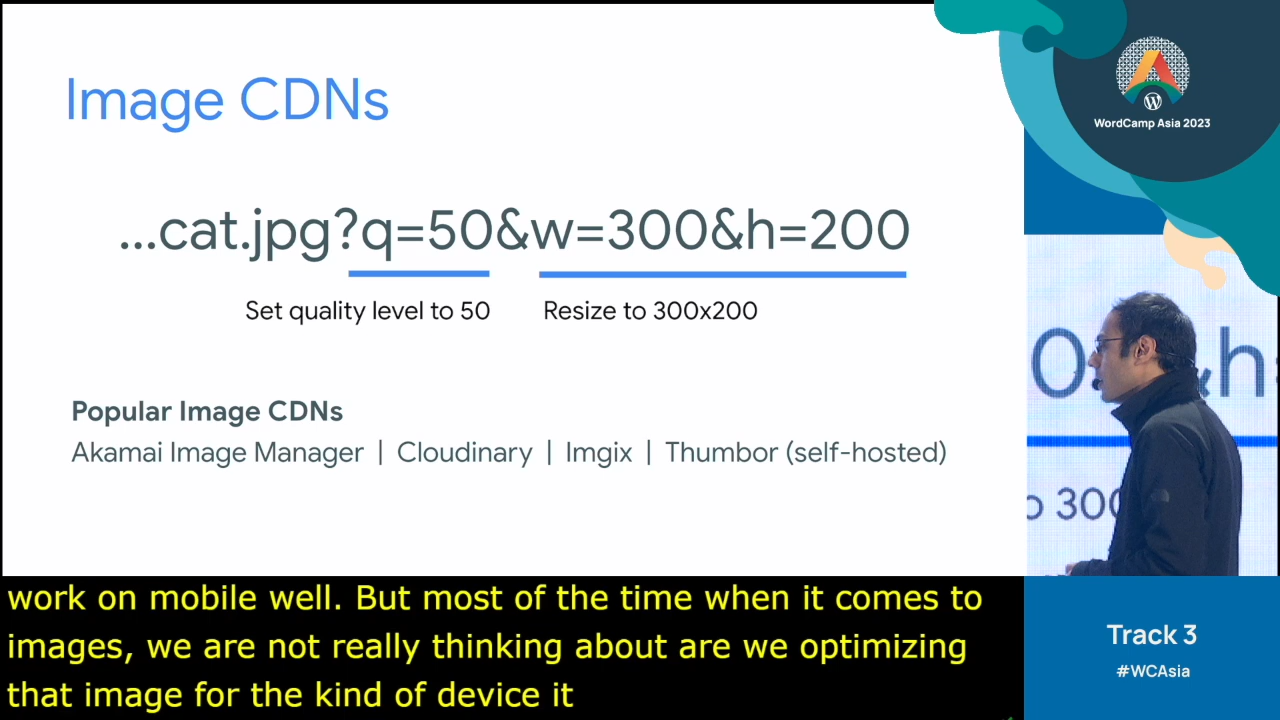 Image CDNs
...cat.jpg?q=50&w=300&h=200
Set quality level to 50
Resize to 300x200
Popular Image CDNs
Akamai Image Manager | Cloudinary | Imgix | Thumbor (self-hosted)
work on mobile well. But most of the time when it comes to
images, we are not really thinking about are we optimizing
that image for the kind of device it
WordCamp Asia 2023
0
&h=
o 300
Track 3
#WCAsia